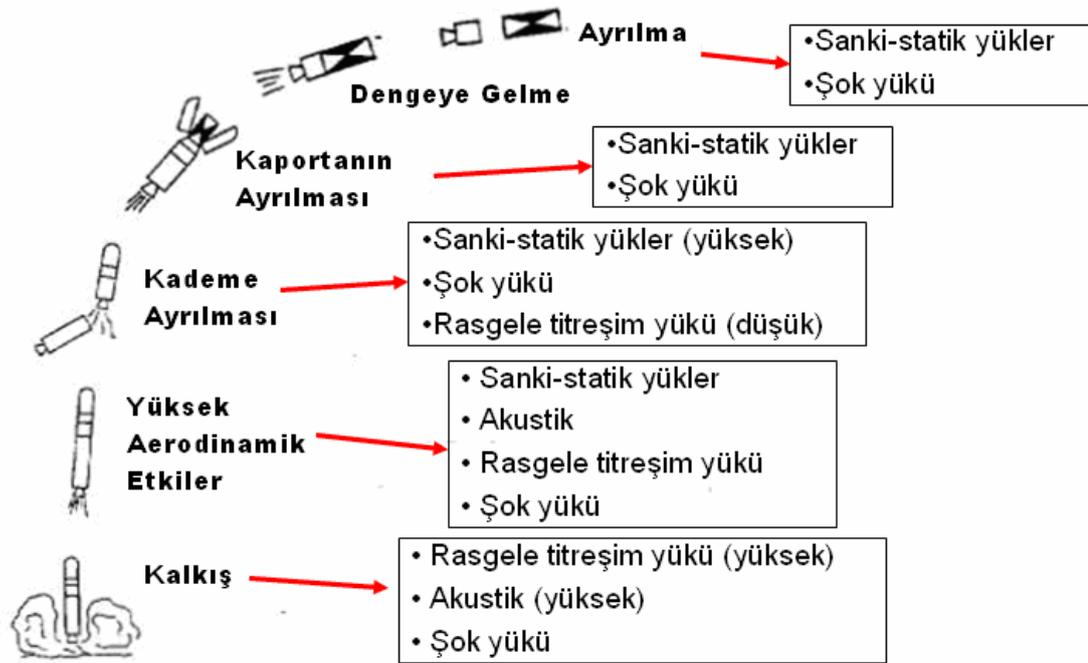 Ayrılma
•Sanki-statik yükler
•Şok yükü
Dengeye Gelme
Kaportanın
Ayrılması
•Sanki-statik yükler
•Şok yükü
Kademe
Ayrılması
•Sanki-statik yükler (yüksek)
•Şok yükü
•Rasgele titreşim yükü (düşük)
Yüksek
Aerodinamik
Etkiler
• Sanki-statik yükler
• Akustik
• Rasgele titreşim yükü
• Şok yükü
Kalkış
• Rasgele titreşim yükü (yüksek)
• Akustik (yüksek)
• Şok yükü